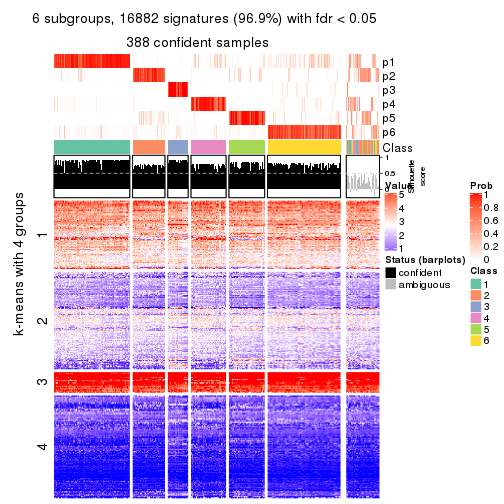 6 subgroups, 16882 signatures (96.9%) with fdr < 0.05
388 confident samples
p1
p2
p3
p4
p5
p6
Class
1
0.5
0
Silhouette
score
k-means with 4 groups
1
2
3
4
Value
5
4
3
2
1
Status (barplots)
confident
ambiguous
Prob
1
0.8
0.6
0.4
0.2
0
Class
1
2
3
4
5
6